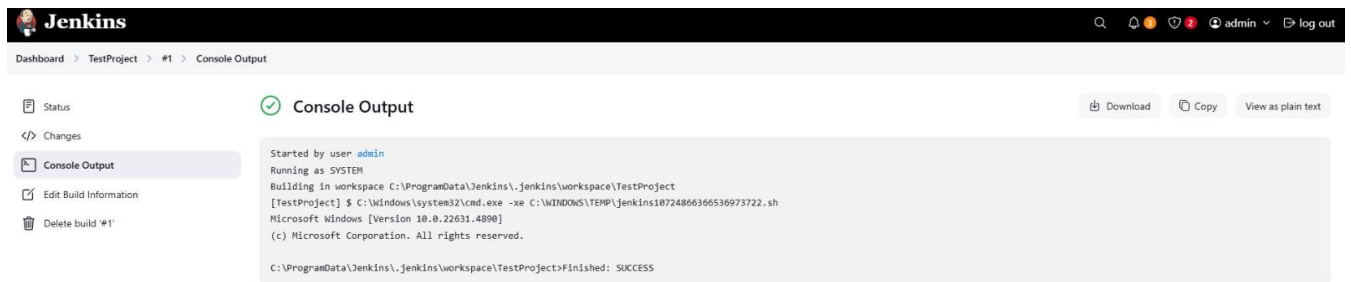 Jenkins
3
2
admin
log out
Dashboard > TestProject > #1 > Console Output
Status
Changes
Console Output
Edit Build Information
Delete build '#1'
Console Output
Download
Copy
View as plain text
Started by user admin
Running as SYSTEM
Building in workspace C:\ProgramData\Jenkins\.jenkins\workspace\TestProject
[TestProject] $ C:\Windows\system32\cmd.exe -xe C:\WINDOWS\TEMP\jenkins10724866366536973722.sh
Microsoft Windows [Version 10.0.22631.4890]
(c) Microsoft Corporation. All rights reserved.
C:\ProgramData\Jenkins\.jenkins\workspace\TestProject>Finished: SUCCESS